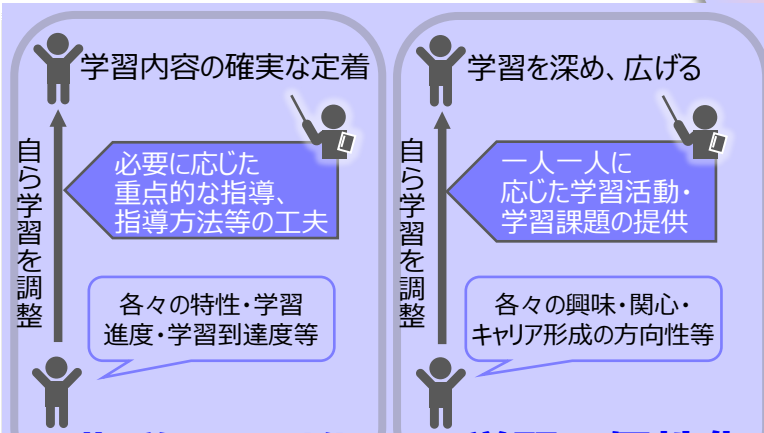 学習内容の確実な定着
自ら学習を調整
必要に応じた
重点的な指導、
指導方法等の工夫
各々の特性・学習
進度・学習到達度等
学習を深め、広げる
自ら学習を調整
一人一人に
応じた学習活動・
学習課題の提供
各々の興味・関心・
キャリア形成の方向性等